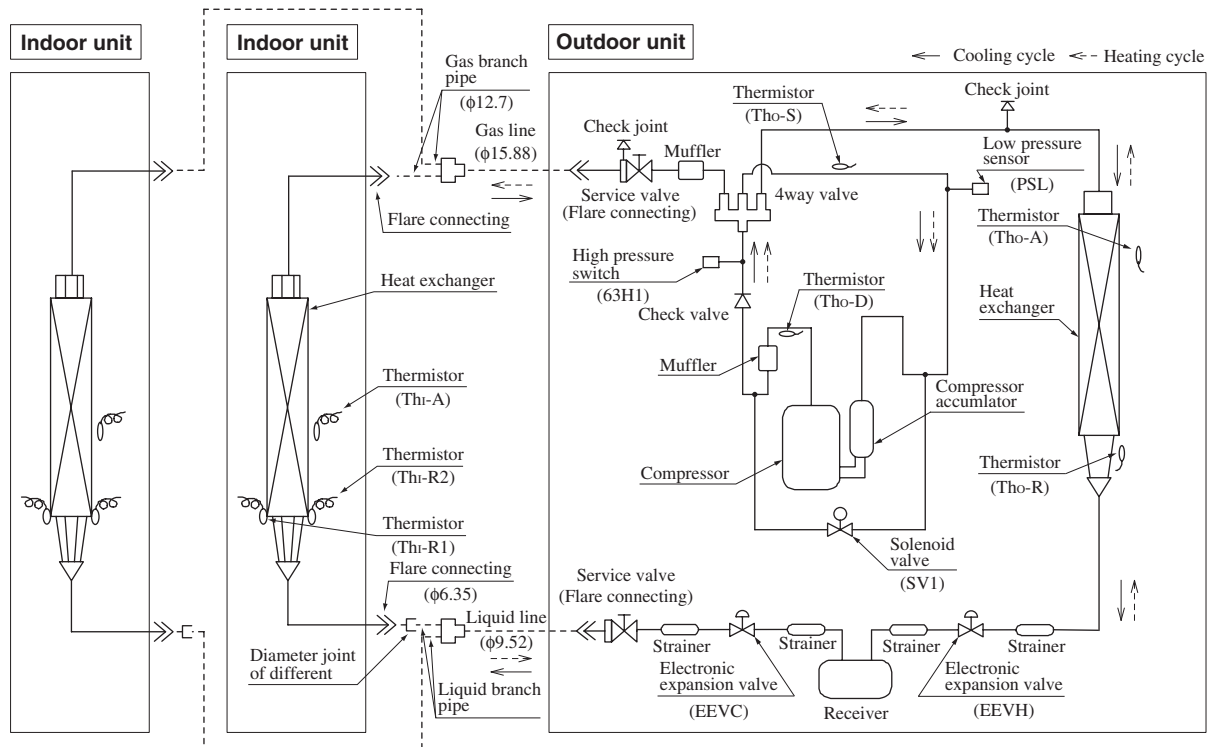 Indoor unit
Indoor unit
Outdoor unit
Cooling cycle
Heating cycle
Gas branch
pipe
(ϕ12.7)
Gas line
(ϕ15.88)
Flare connecting
Check joint
Muffler
Service valve
(Flare connecting)
Thermistor
(Tho-S)
4way valve
Check joint
Low pressure
sensor
(PSL)
Thermistor
(Tho-A)
Heat exchanger
High pressure
switch
(63H1)
Check valve
Thermistor
(Tho-D)
Heat
exchanger
Muffler
Thermistor
(Thi-A)
Compressor
accumlator
Thermistor
(Thi-R2)
Compressor
Thermistor
(Tho-R)
Thermistor
(Thi-R1)
Solenoid
valve
(SV1)
Flare connecting
(ϕ6.35)
Service valve
(Flare connecting)
Liquid line
(ϕ9.52)
Strainer
Strainer
Strainer
Strainer
Diameter joint
of different
Liquid branch
pipe
Electronic
expansion valve
(EEVC)
Receiver
Electronic
expansion valve
(EEVH)